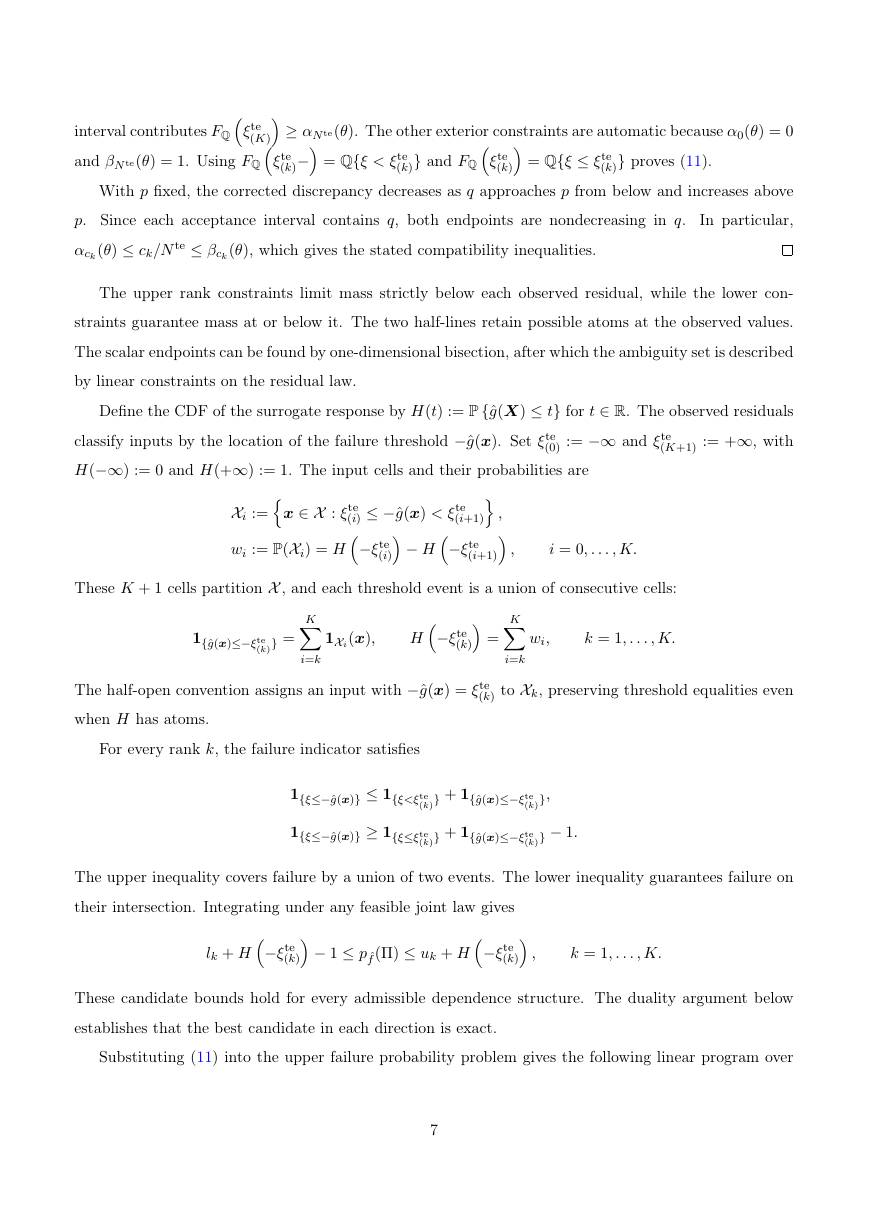 interval contributes F_ℚ(ξ^te_(K)) ≥ α_{N^te}(θ). The other exterior constraints are automatic because α_0(θ) = 0
and β_{N^te}(θ) = 1. Using F_ℚ(ξ^te_(k)−) = ℚ{ξ < ξ^te_(k)} and F_ℚ(ξ^te_(k)) = ℚ{ξ ≤ ξ^te_(k)} proves (11).
With p fixed, the corrected discrepancy decreases as q approaches p from below and increases above
p. Since each acceptance interval contains q, both endpoints are nondecreasing in q. In particular,
α_{c_k}(θ) ≤ c_k/N^te ≤ β_{c_k}(θ), which gives the stated compatibility inequalities. □
The upper rank constraints limit mass strictly below each observed residual, while the lower con-
straints guarantee mass at or below it. The two half-lines retain possible atoms at the observed values.
The scalar endpoints can be found by one-dimensional bisection, after which the ambiguity set is described
by linear constraints on the residual law.
Define the CDF of the surrogate response by H(t) := ℙ {ĝ(X) ≤ t} for t ∈ ℝ. The observed residuals
classify inputs by the location of the failure threshold −ĝ(x). Set ξ^te_(0) := −∞ and ξ^te_(K+1) := +∞, with
H(−∞) := 0 and H(+∞) := 1. The input cells and their probabilities are
𝒳_i := {x ∈ 𝒳 : ξ^te_(i) ≤ −ĝ(x) < ξ^te_(i+1)},
w_i := ℙ(𝒳_i) = H(−ξ^te_(i)) − H(−ξ^te_(i+1)), i = 0, . . . , K.
These K + 1 cells partition 𝒳, and each threshold event is a union of consecutive cells:
1_{ĝ(x)≤−ξ^te_(k)} = ∑_{i=k}^{K} 1_{𝒳_i}(x), H(−ξ^te_(k)) = ∑_{i=k}^{K} w_i, k = 1, . . . , K.
The half-open convention assigns an input with −ĝ(x) = ξ^te_(k) to 𝒳_k, preserving threshold equalities even
when H has atoms.
For every rank k, the failure indicator satisfies
1_{ξ≤−ĝ(x)} ≤ 1_{ξ<ξ^te_(k)} + 1_{ĝ(x)≤−ξ^te_(k)},
1_{ξ≤−ĝ(x)} ≥ 1_{ξ≤ξ^te_(k)} + 1_{ĝ(x)≤−ξ^te_(k)} − 1.
The upper inequality covers failure by a union of two events. The lower inequality guarantees failure on
their intersection. Integrating under any feasible joint law gives
l_k + H(−ξ^te_(k)) − 1 ≤ p_f̂(Π) ≤ u_k + H(−ξ^te_(k)), k = 1, . . . , K.
These candidate bounds hold for every admissible dependence structure. The duality argument below
establishes that the best candidate in each direction is exact.
Substituting (11) into the upper failure probability problem gives the following linear program over
7